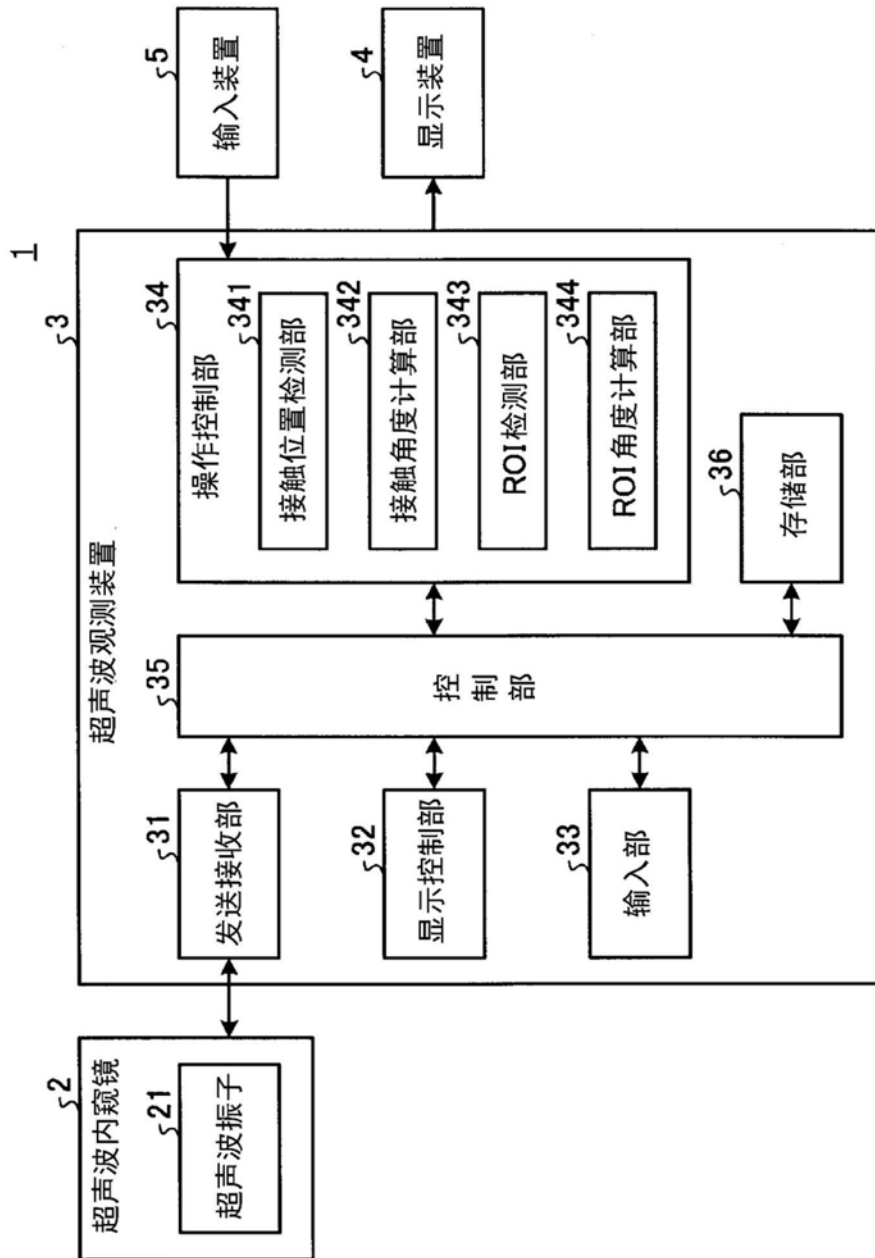 1
2
超声波内窥镜
21
超声波振子
3
超声波观测装置
31
发送接收部
32
显示控制部
33
输入部
35
控制部
34
操作控制部
341
接触位置检测部
342
接触角度计算部
343
ROI检测部
344
ROI角度计算部
36
存储部
5
输入装置
4
显示装置